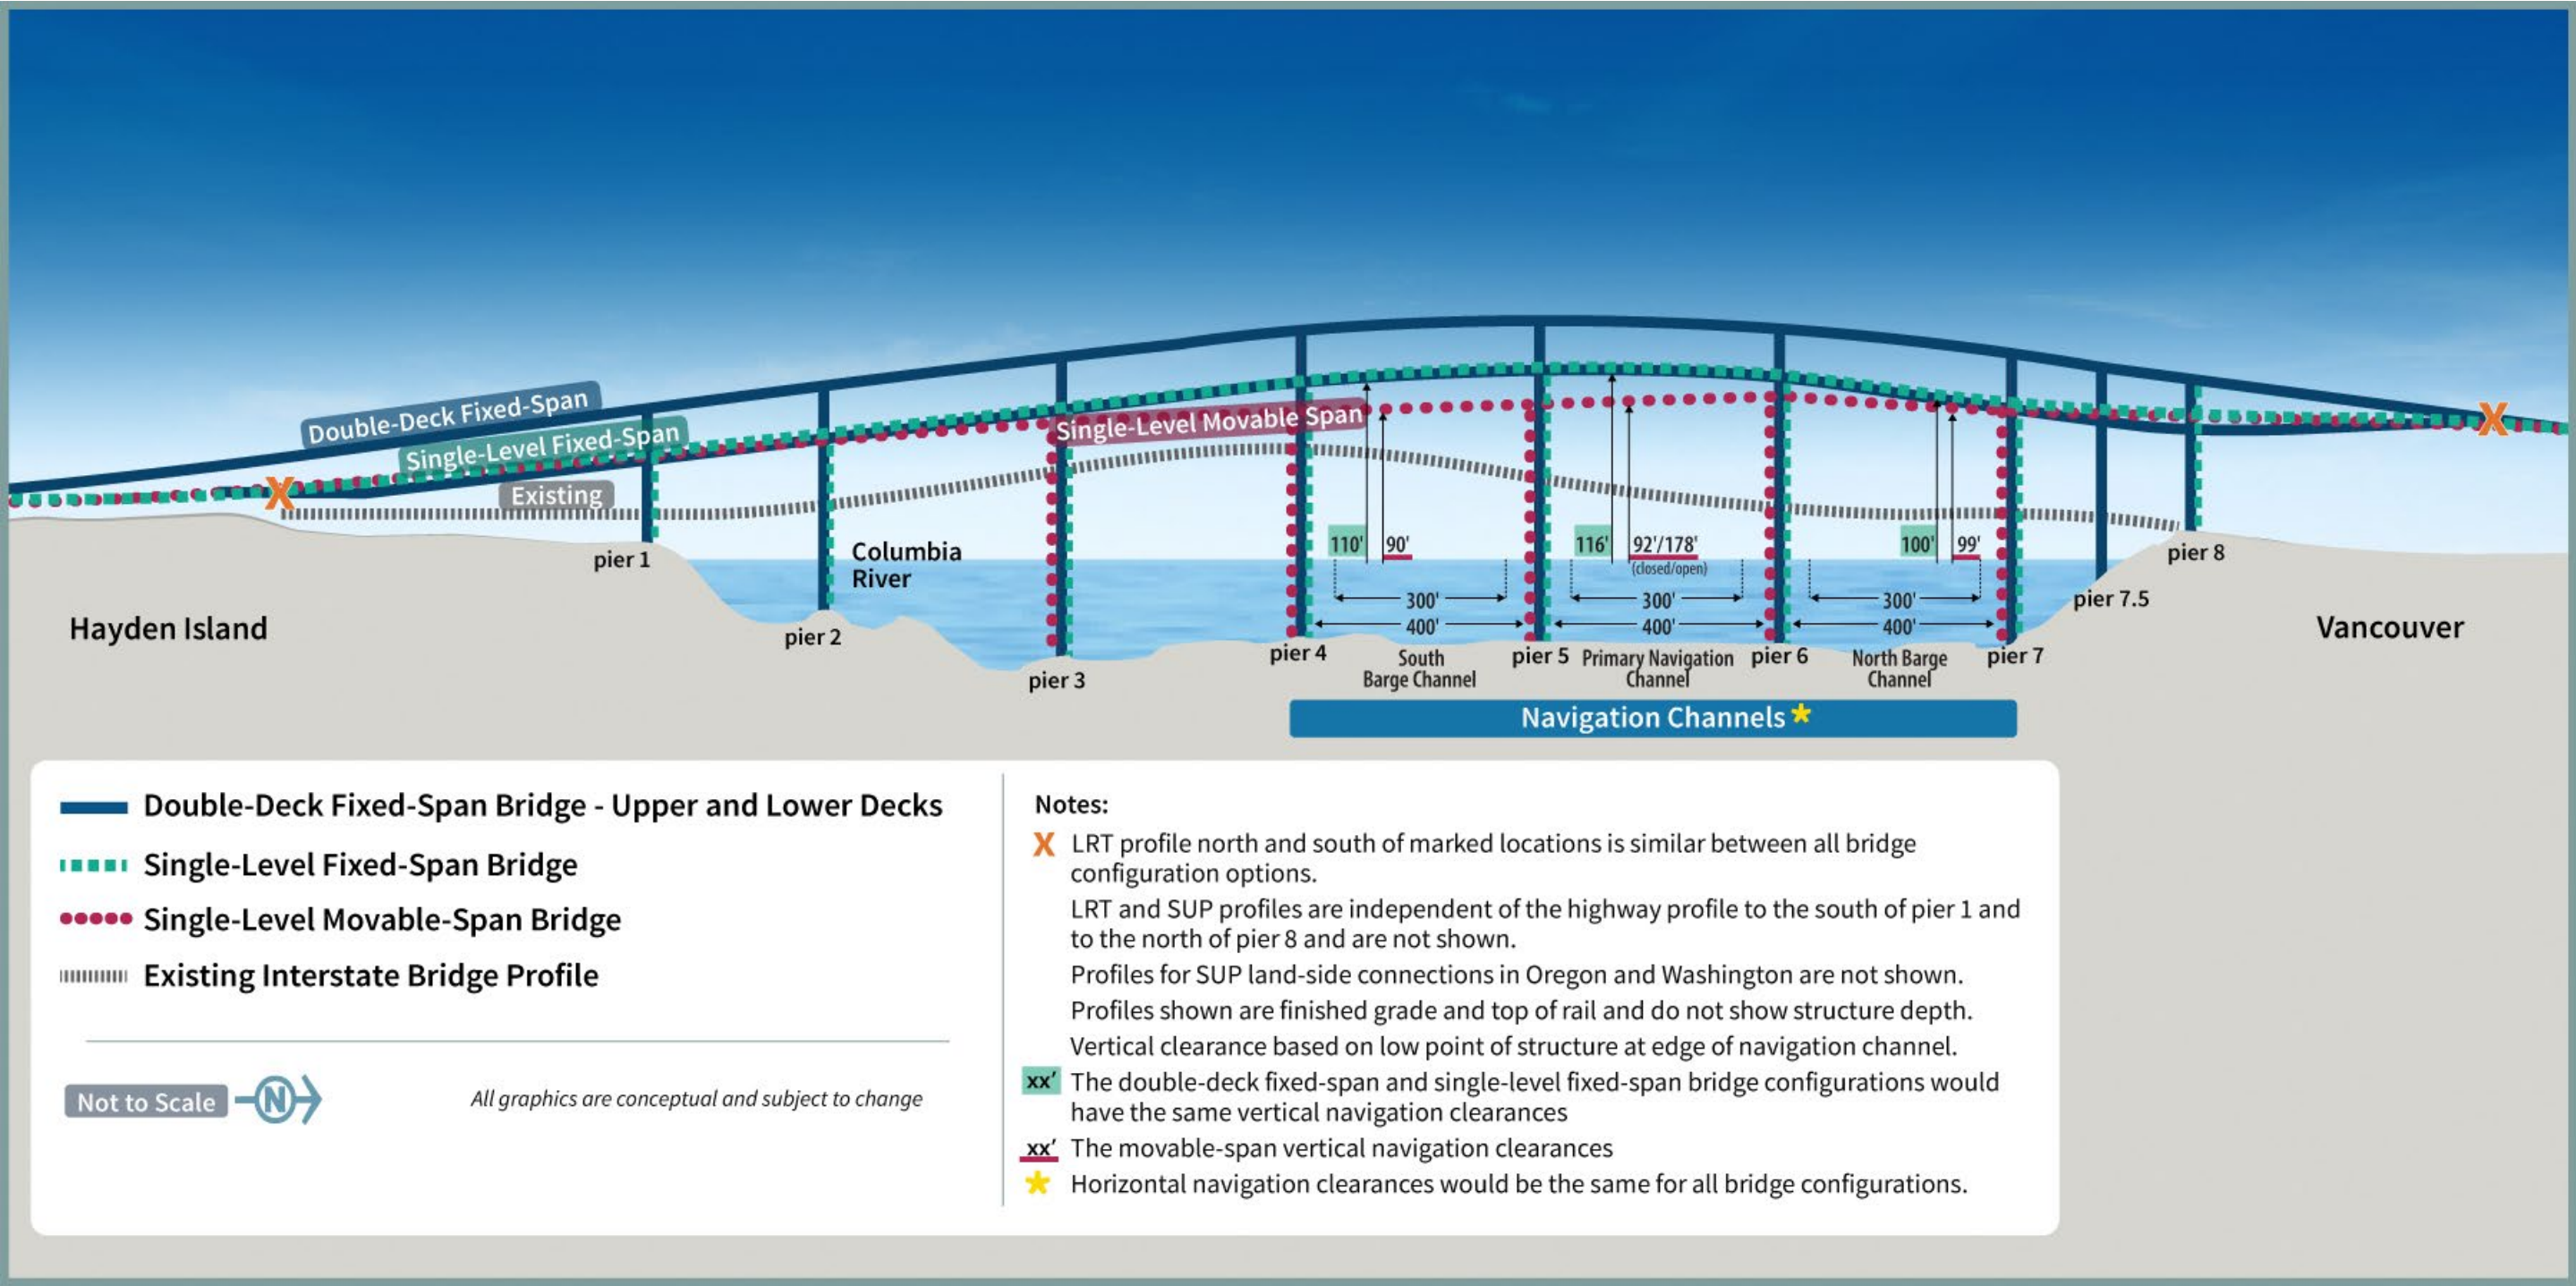 Double-Deck Fixed-Span
Single-Level Fixed-Span
Single-Level Movable Span
Existing
110' 90'
116' 92'/178'
(closed/open)
100' 99'
Columbia
River
pier 1
pier 8
300' 300' 300'
pier 7.5
400' 400' 400'
Hayden Island
Vancouver
pier 2
pier 4
pier 5
pier 6
pier 7
pier 3
South
Barge Channel
Primary Navigation
Channel
North Barge
Channel
Navigation Channels *
Double-Deck Fixed-Span Bridge - Upper and Lower Decks
Single-Level Fixed-Span Bridge
Single-Level Movable-Span Bridge
Existing Interstate Bridge Profile
Not to Scale
N
All graphics are conceptual and subject to change
Notes:
X LRT profile north and south of marked locations is similar between all bridge
configuration options.
LRT and SUP profiles are independent of the highway profile to the south of pier 1 and
to the north of pier 8 and are not shown.
Profiles for SUP land-side connections in Oregon and Washington are not shown.
Profiles shown are finished grade and top of rail and do not show structure depth.
Vertical clearance based on low point of structure at edge of navigation channel.
xx' The double-deck fixed-span and single-level fixed-span bridge configurations would
have the same vertical navigation clearances
xx' The movable-span vertical navigation clearances
* Horizontal navigation clearances would be the same for all bridge configurations.